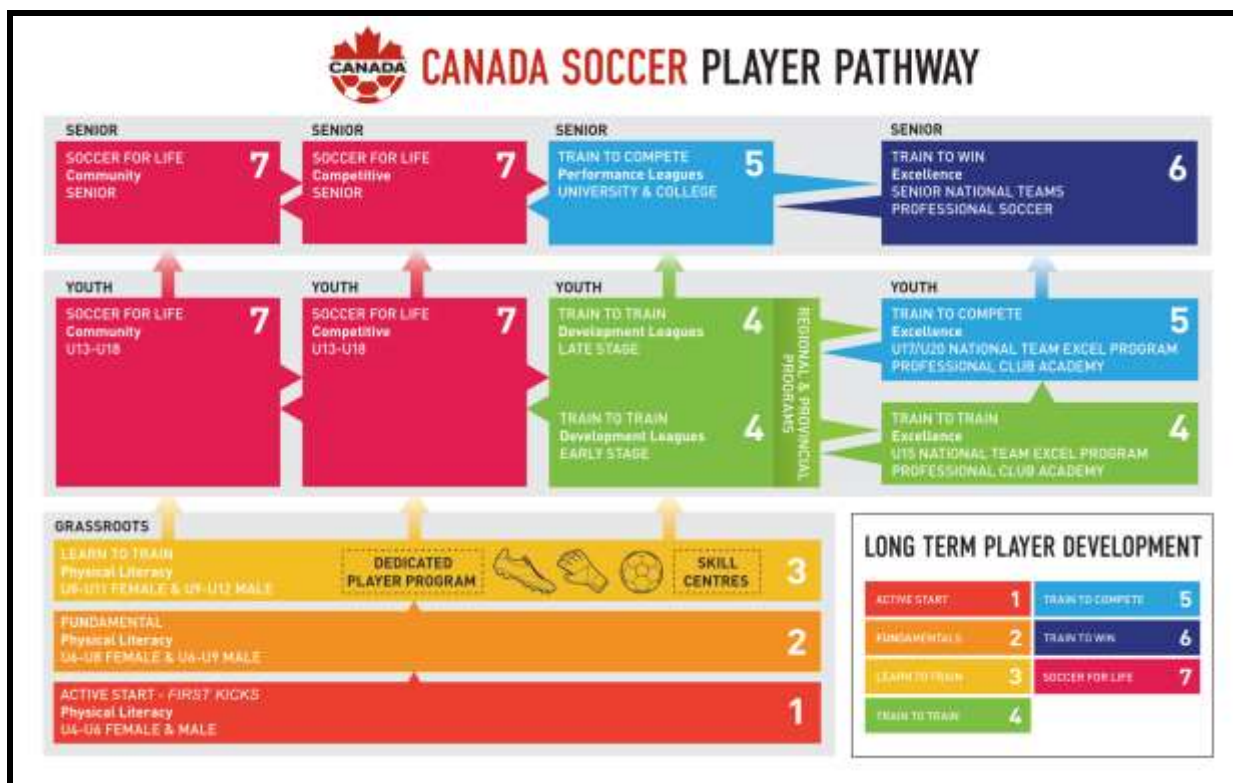 CANADA
CANADA SOCCER PLAYER PATHWAY
SENIOR
SOCCER FOR LIFE
Community
SENIOR
7
SENIOR
SOCCER FOR LIFE
Competitive
SENIOR
7
SENIOR
TRAIN TO COMPETE
Performance Leagues
UNIVERSITY & COLLEGE
5
SENIOR
TRAIN TO WIN
Excellence
SENIOR NATIONAL TEAMS
PROFESSIONAL SOCCER
6
YOUTH
SOCCER FOR LIFE
Community
U13-U18
7
YOUTH
SOCCER FOR LIFE
Competitive
U13-U18
7
YOUTH
TRAIN TO TRAIN
Development Leagues
LATE STAGE
4
TRAIN TO TRAIN
Development Leagues
EARLY STAGE
4
REGIONAL & PROVINCIAL
PROGRAMS
YOUTH
TRAIN TO COMPETE
Excellence
U17/U20 NATIONAL TEAM EXCEL PROGRAM
PROFESSIONAL CLUB ACADEMY
5
TRAIN TO TRAIN
Excellence
U15 NATIONAL TEAM EXCEL PROGRAM
PROFESSIONAL CLUB ACADEMY
4
GRASSROOTS
LEARN TO TRAIN
Physical Literacy
FEMALE & U9-U12 MALE
DEDICATED
PLAYER PROGRAM
SKILL
CENTRES
3
FUNDAMENTAL
Physical Literacy
U6-U8 FEMALE & U6-U9 MALE
2
ACTIVE START - FIRST KICKS
Physical Literacy
U4-U6 FEMALE & MALE
1
LONG TERM PLAYER DEVELOPMENT
ACTIVE START 1
FUNDAMENTALS 2
LEARN TO TRAIN 3
TRAIN TO TRAIN 4
TRAIN TO COMPETE 5
TRAIN TO WIN 6
SOCCER FOR LIFE 7